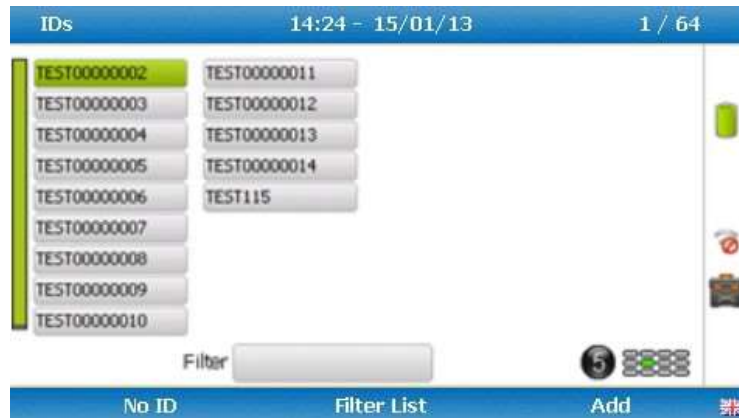 IDs 14:24 - 15/01/13 1 / 64
TEST00000002
TEST00000003
TEST00000004
TEST00000005
TEST00000006
TEST00000007
TEST00000008
TEST00000009
TEST00000010
TEST00000011
TEST00000012
TEST00000013
TEST00000014
TEST115
Filter
5
No ID Filter List Add